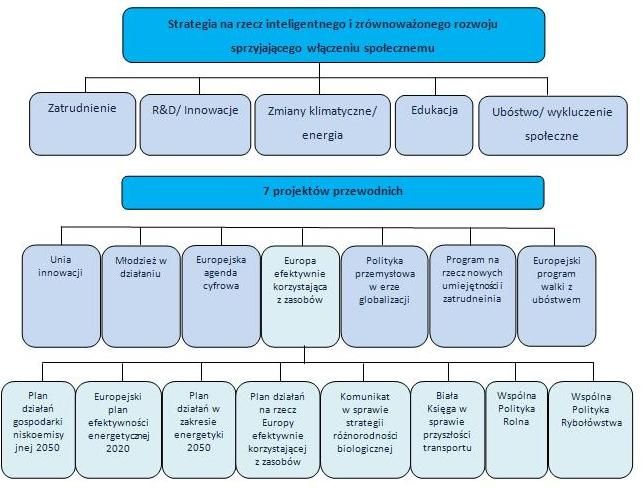 Strategia na rzecz inteligentnego i zrównoważonego rozwoju
sprzyjającego włączeniu społecznemu
Zatrudnienie
R&D/ Innowacje
Zmiany klimatyczne/
energia
Edukacja
Ubóstwo/ wykluczenie
społeczne
7 projektów przewodnich
Unia
innowacji
Młodzież w
działaniu
Europejska
agenda
cyfrowa
Europa
efektywnie
korzystająca
z zasobów
Polityka
przemysłowa
w erze
globalizacji
Program na
rzecz nowych
umiejętności i
zatrudneinia
Europejski
program
walki z
ubóstwem
Plan
działań
gospodarki
niskoemisy
jnej 2050
Europejski
plan
efektywności
energetycznej
2020
Plan
działań w
zakresie
energetyki
2050
Plan działań
na rzecz
Europy
efektywnie
korzystającej
z zasobów
Komunikat
w sprawie
strategii
różnorodności
biologicznej
Biała
Księga w
sprawie
przyszłości
transportu
Wspólna
Polityka
Rolna
Wspólna
Polityka
Rybołówstwa